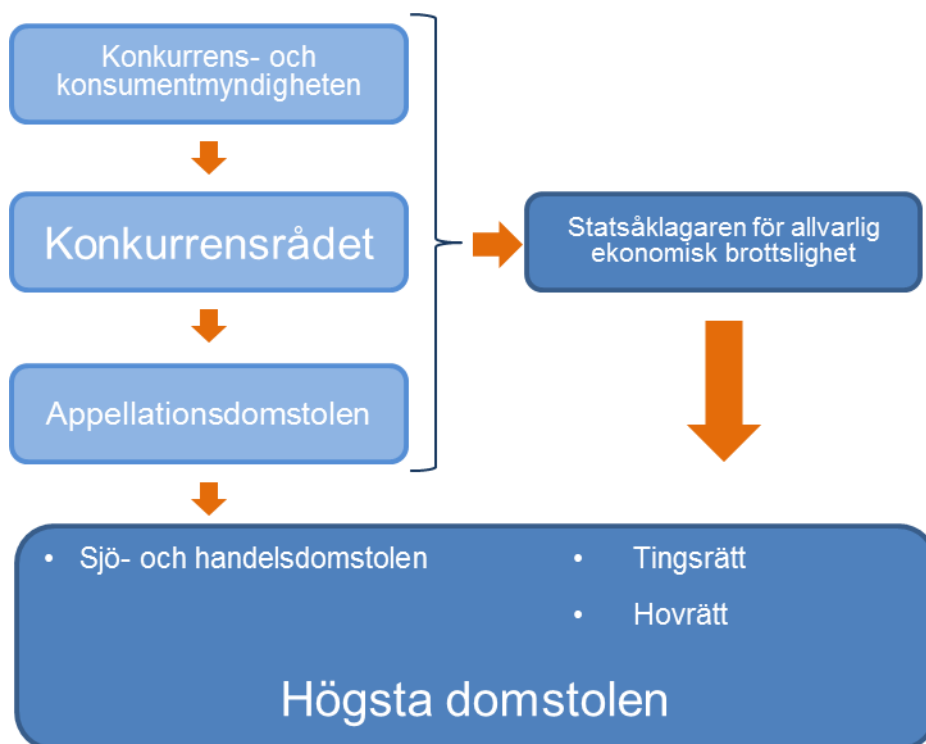 Konkurrens- och
konsumentmyndigheten
Konkurrensrådet
Statsåklagaren för allvarlig
ekonomisk brottslighet
Appellationsdomstolen
• Sjö- och handelsdomstolen
• Tingsrätt
• Hovrätt
Högsta domstolen